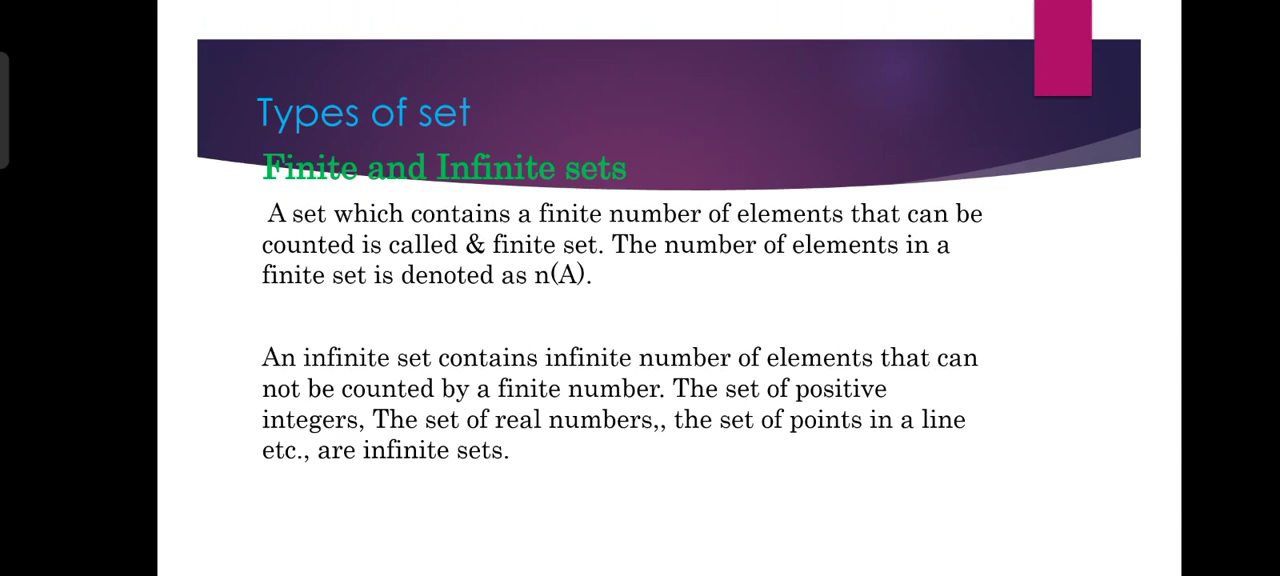 Types of set
Finite and Infinite sets
A set which contains a finite number of elements that can be
counted is called & finite set. The number of elements in a
finite set is denoted as n(A).
An infinite set contains infinite number of elements that can
not be counted by a finite number. The set of positive
integers, The set of real numbers,, the set of points in a line
etc., are infinite sets.